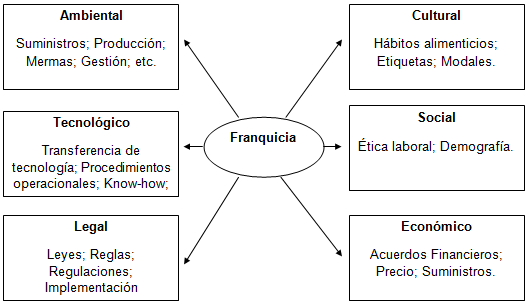 Ambiental
Suministros; Producción;
Mermas; Gestión; etc.
Cultural
Hábitos alimenticios;
Etiquetas; Modales.
Tecnológico
Transferencia de
tecnología; Procedimientos
operacionales; Know-how;
Franquicia
Social
Ética laboral; Demografía.
Legal
Leyes; Reglas;
Regulaciones;
Implementación
Económico
Acuerdos Financieros;
Precio; Suministros.